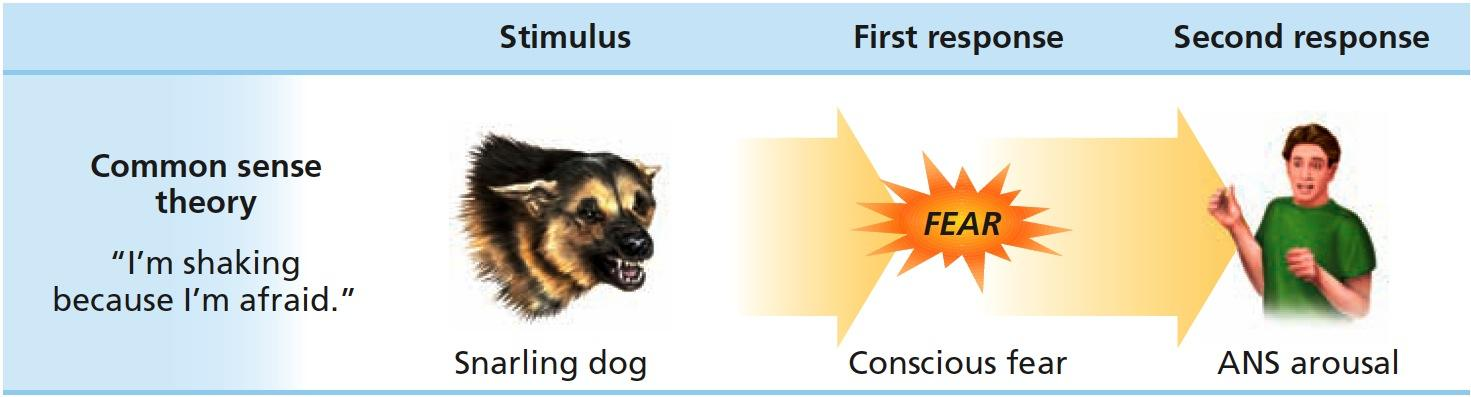 Stimulus First response Second response
Common sense
theory
“I’m shaking
because I’m afraid.”
FEAR
Snarling dog Conscious fear ANS arousal